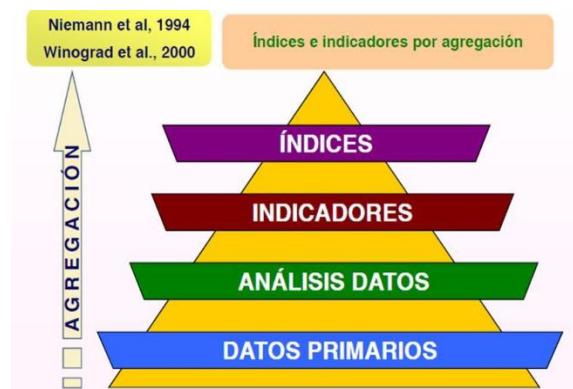 Niemann et al, 1994
Winograd et al., 2000
Índices e indicadores por agregación
AGREGACIÓN
ÍNDICES
INDICADORES
ANÁLISIS DATOS
DATOS PRIMARIOS